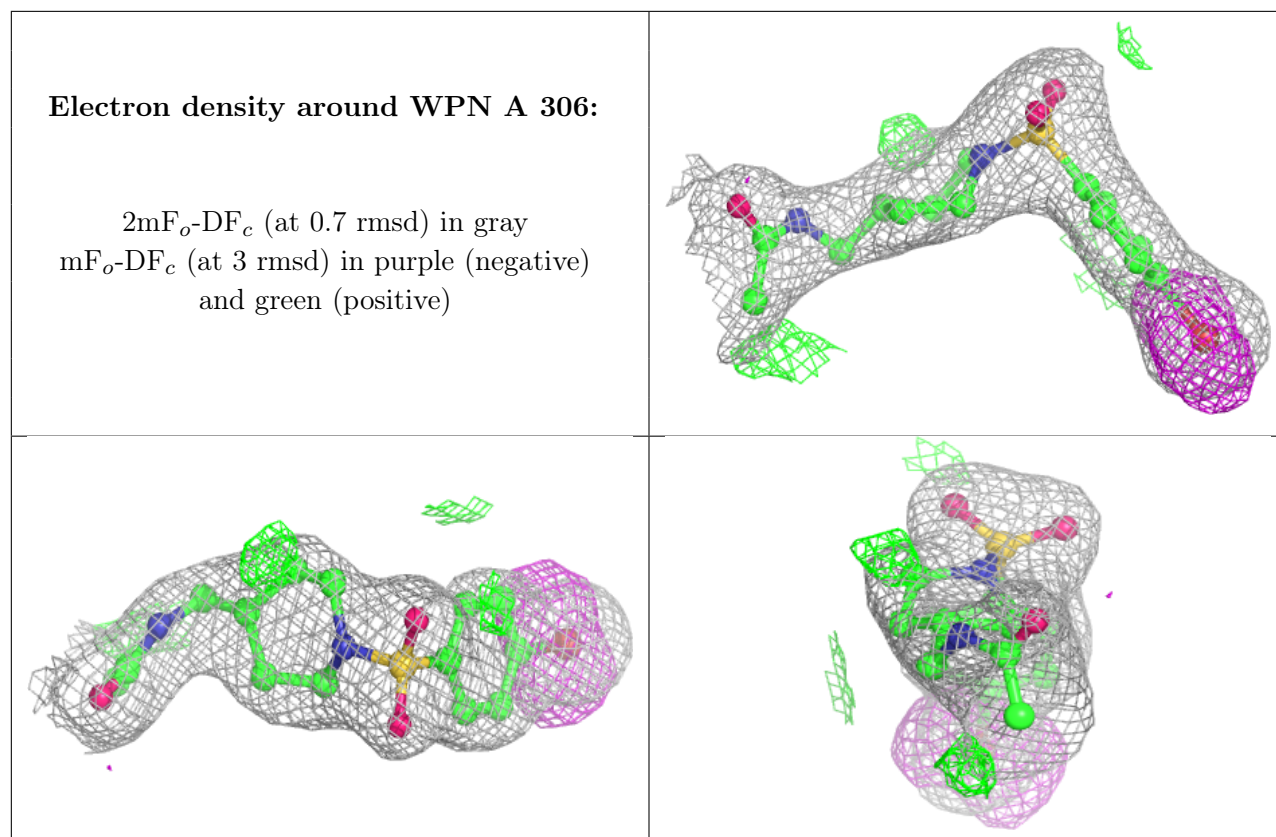 Electron density around WPN A 306:
2mFo-DFc (at 0.7 rmsd) in gray
mFo-DFc (at 3 rmsd) in purple (negative)
and green (positive)